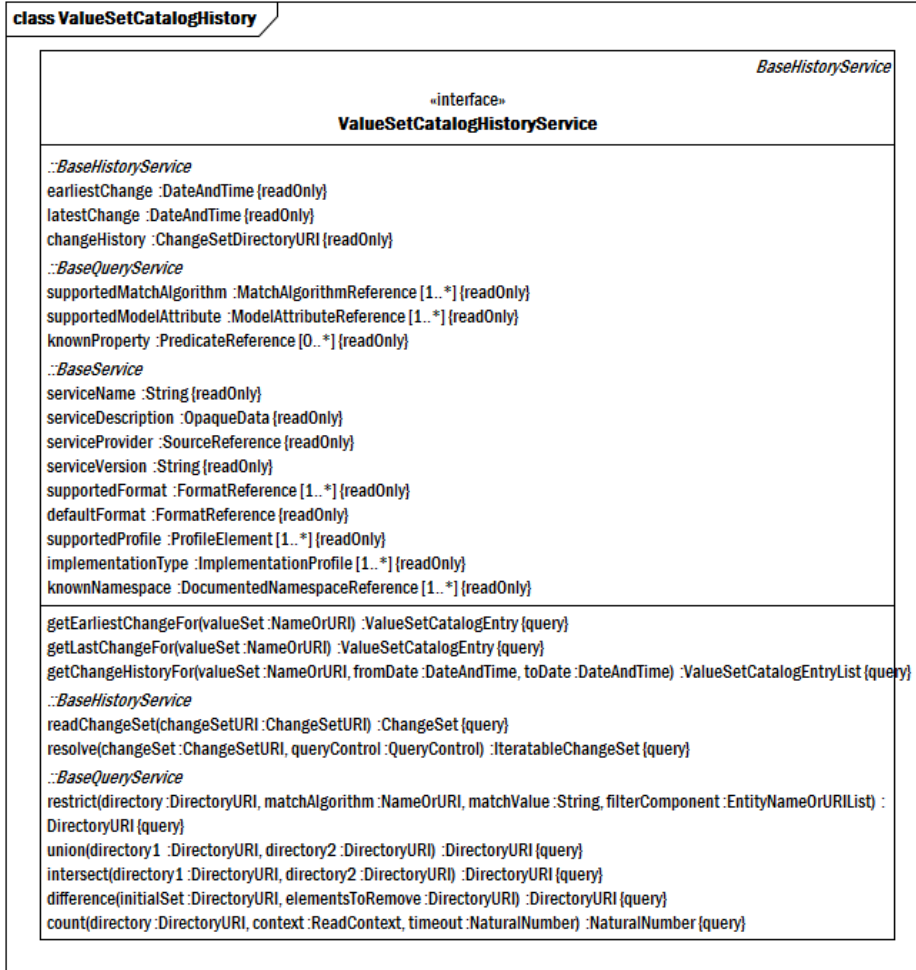 class ValueSetCatalogHistory
BaseHistoryService
«interface»
ValueSetCatalogHistoryService
::BaseHistoryService
earliestChange :DateAndTime {readOnly}
latestChange :DateAndTime {readOnly}
changeHistory :ChangeSetDirectoryURI {readOnly}
::BaseQueryService
supportedMatchAlgorithm :MatchAlgorithmReference [1..*] {readOnly}
supportedModelAttribute :ModelAttributeReference [1..*] {readOnly}
knownProperty :PredicateReference [0..*] {readOnly}
::BaseService
serviceName :String {readOnly}
serviceDescription :OpaqueData {readOnly}
serviceProvider :SourceReference {readOnly}
serviceVersion :String {readOnly}
supportedFormat :FormatReference [1..*] {readOnly}
defaultFormat :FormatReference {readOnly}
supportedProfile :ProfileElement [1..*] {readOnly}
implementationType :ImplementationProfile [1..*] {readOnly}
knownNamespace :DocumentedNamespaceReference [1..*] {readOnly}
getEarliestChangeFor(valueSet :NameOrURI) :ValueSetCatalogEntry {query}
getLastChangeFor(valueSet :NameOrURI) :ValueSetCatalogEntry {query}
getChangeHistoryFor(valueSet :NameOrURI, fromDate :DateAndTime, toDate :DateAndTime) :ValueSetCatalogEntryList {query}
::BaseHistoryService
readChangeSet(changeSetURI :ChangeSetURI) :ChangeSet {query}
resolve(changeSet :ChangeSetURI, queryControl :QueryControl) :IteratableChangeSet {query}
::BaseQueryService
restrict(directory :DirectoryURI, matchAlgorithm :NameOrURI, matchValue :String, filterComponent :EntityNameOrURIList) :
DirectoryURI {query}
union(directory1 :DirectoryURI, directory2 :DirectoryURI) :DirectoryURI {query}
intersect(directory1 :DirectoryURI, directory2 :DirectoryURI) :DirectoryURI {query}
difference(initialSet :DirectoryURI, elementsToRemove :DirectoryURI) :DirectoryURI {query}
count(directory :DirectoryURI, context :ReadContext, timeout :NaturalNumber) :NaturalNumber {query}